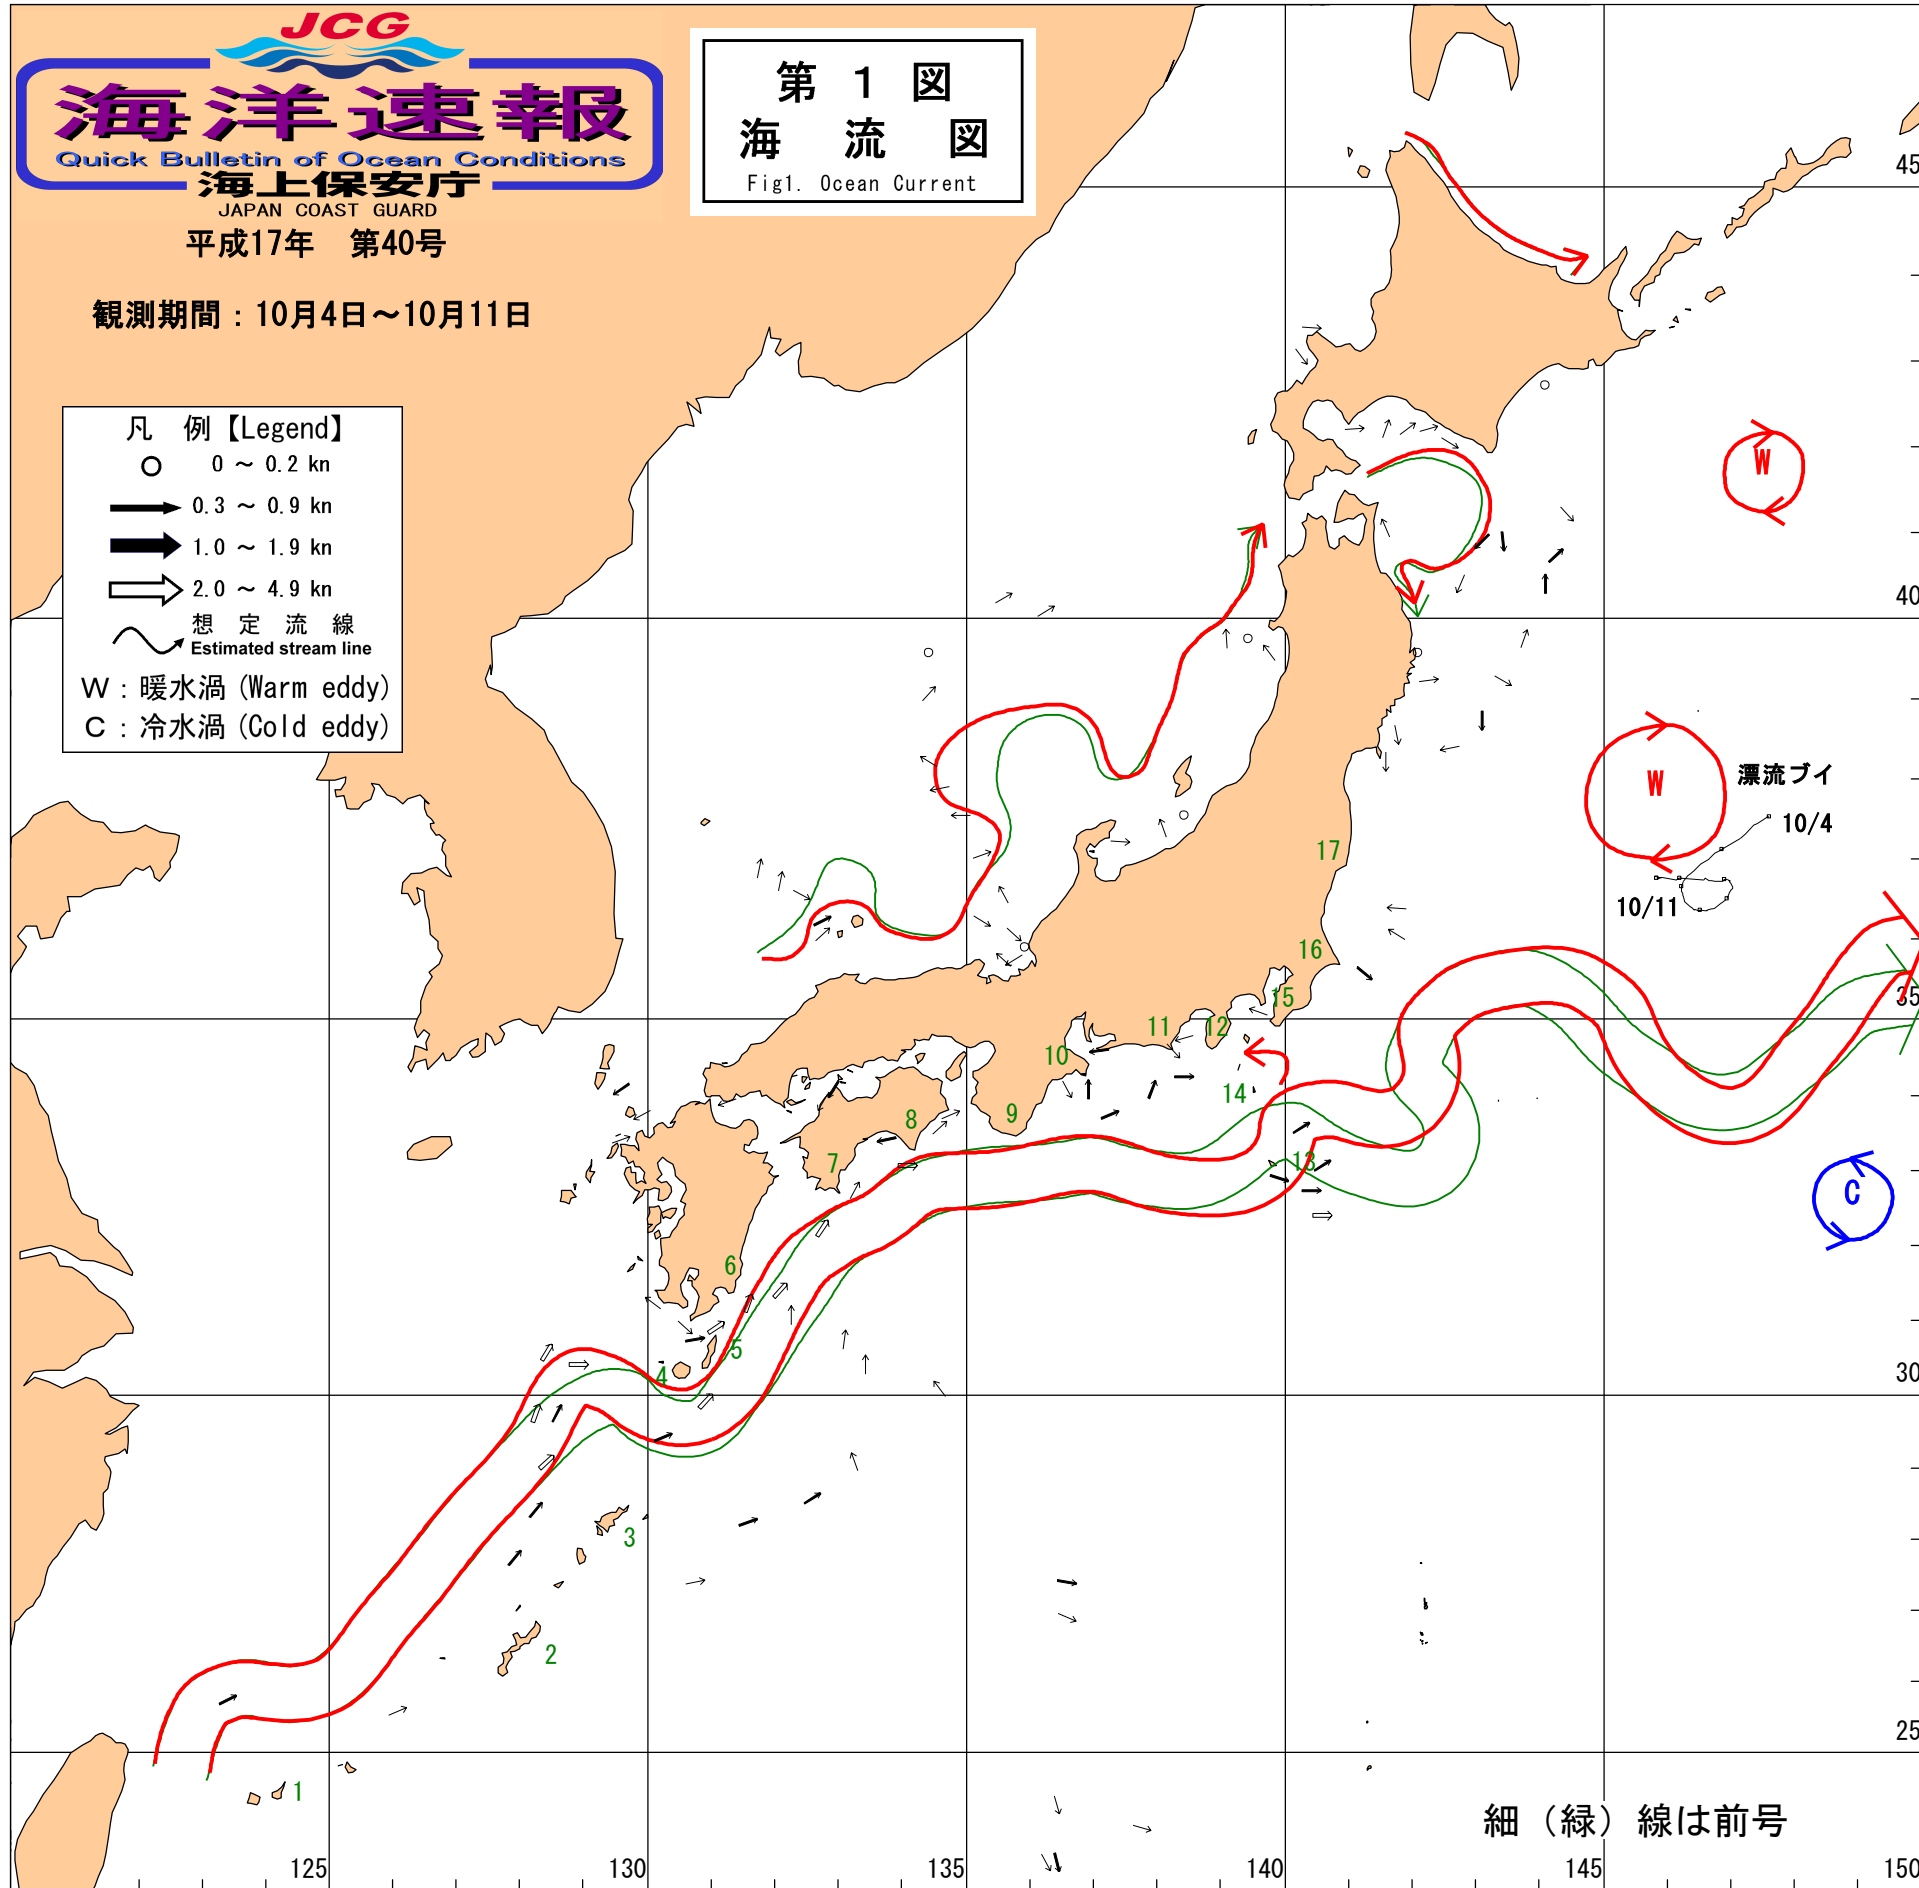 JCG
海洋速報
Quick Bulletin of Ocean Conditions
海上保安庁
JAPAN COAST GUARD
平成17年 第40号
観測期間：10月4日～10月11日
第 1 図
海 流 図
Fig1. Ocean Current
凡 例【Legend】
0 ～ 0.2 kn
0.3 ～ 0.9 kn
1.0 ～ 1.9 kn
2.0 ～ 4.9 kn
想 定 流 線
Estimated stream line
W：暖水渦(Warm eddy)
C：冷水渦(Cold eddy)
45
W
40
W
漂流ブイ
10/4
17
10/11
16
35
15
11
12
10
14
8
9
7
13
C
6
5
4
30
3
2
25
1
細（緑）線は前号
125
130
135
140
145
150